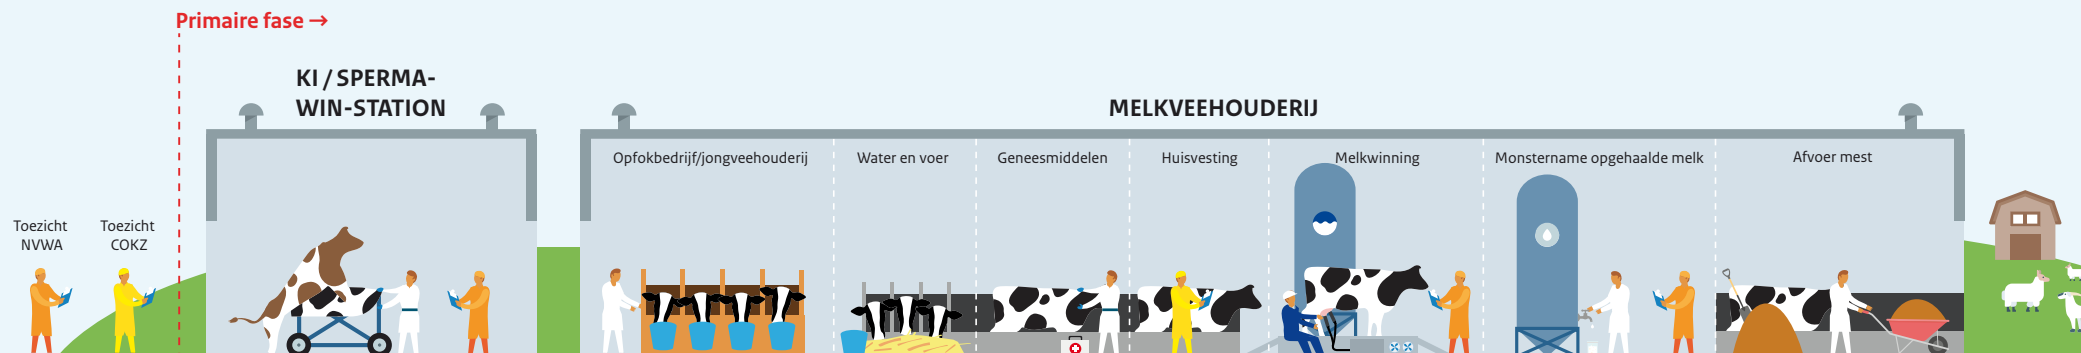 Primaire fase →
KI / SPERMA-
WIN-STATION
MELKVEEHOUDERIJ
Opfokbedrijf/jongveehouderij
Water en voer
Geneesmiddelen
Huisvesting
Melkwinning
Monstername opgehaalde melk
Afvoer mest
Toezicht
NVWA
Toezicht
COKZ